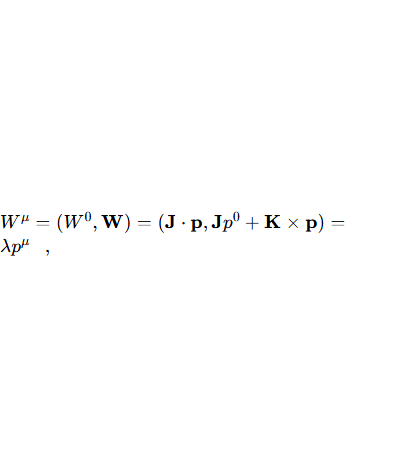 W^μ = (W^0, **W**) = (**J** · **p**, **J**p^0 + **K** × **p**) =
λp^μ ,